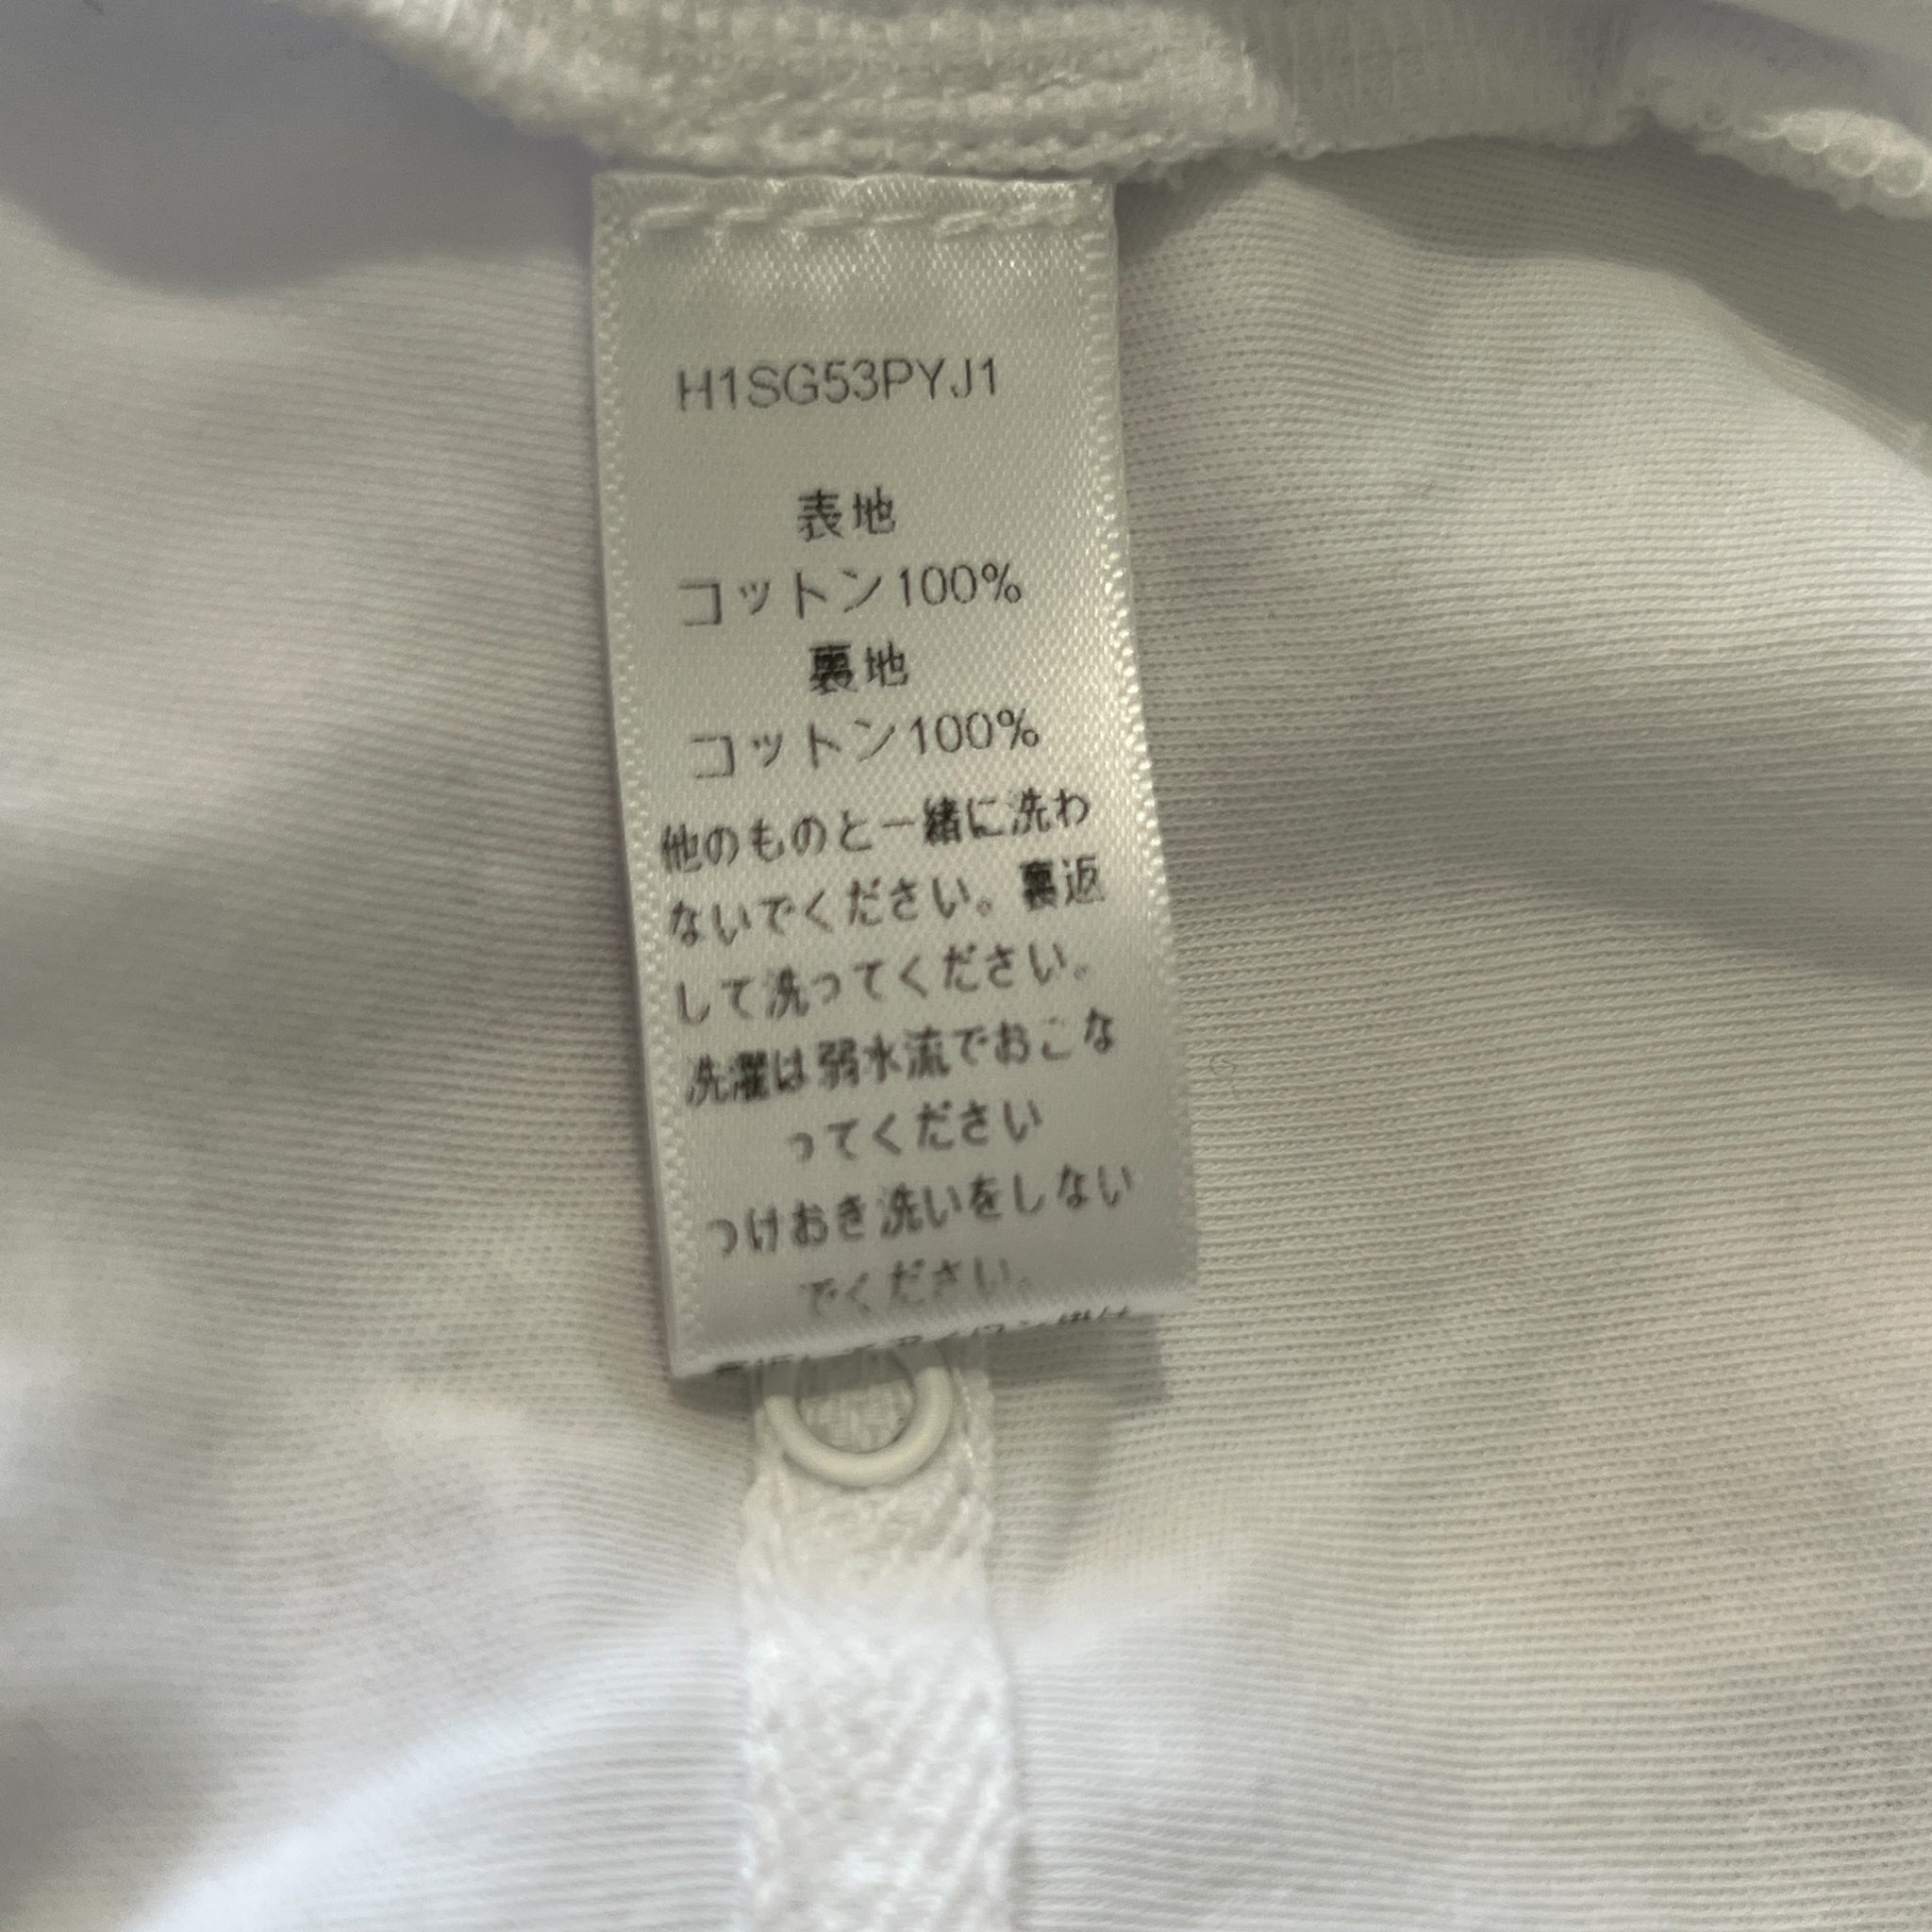 H1SG53PYJ1
表地
コットン100%
裏地
コットン100%
他のものと一緒に洗わ
ないでください。裏返
して洗ってください。
洗濯は弱水流でおこな
ってください
つけおき洗いをしない
でください。